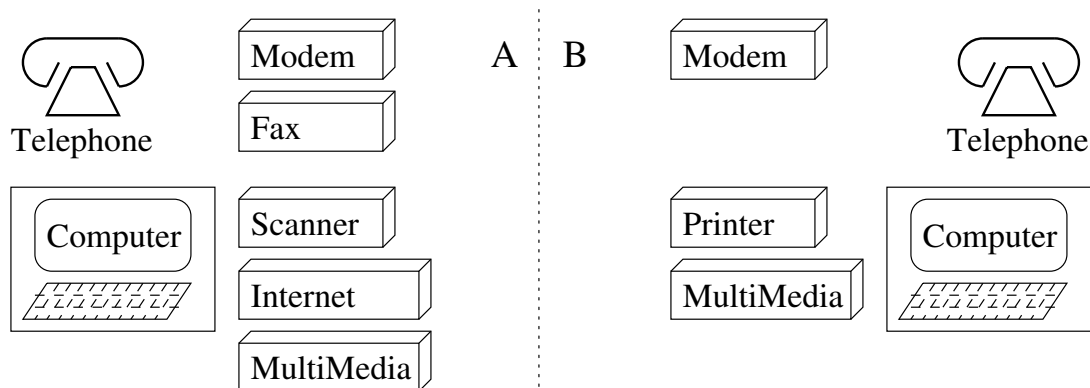 Modem
A
B
Modem
Fax
Telephone
Telephone
Computer
Scanner
Printer
Computer
Internet
MultiMedia
MultiMedia